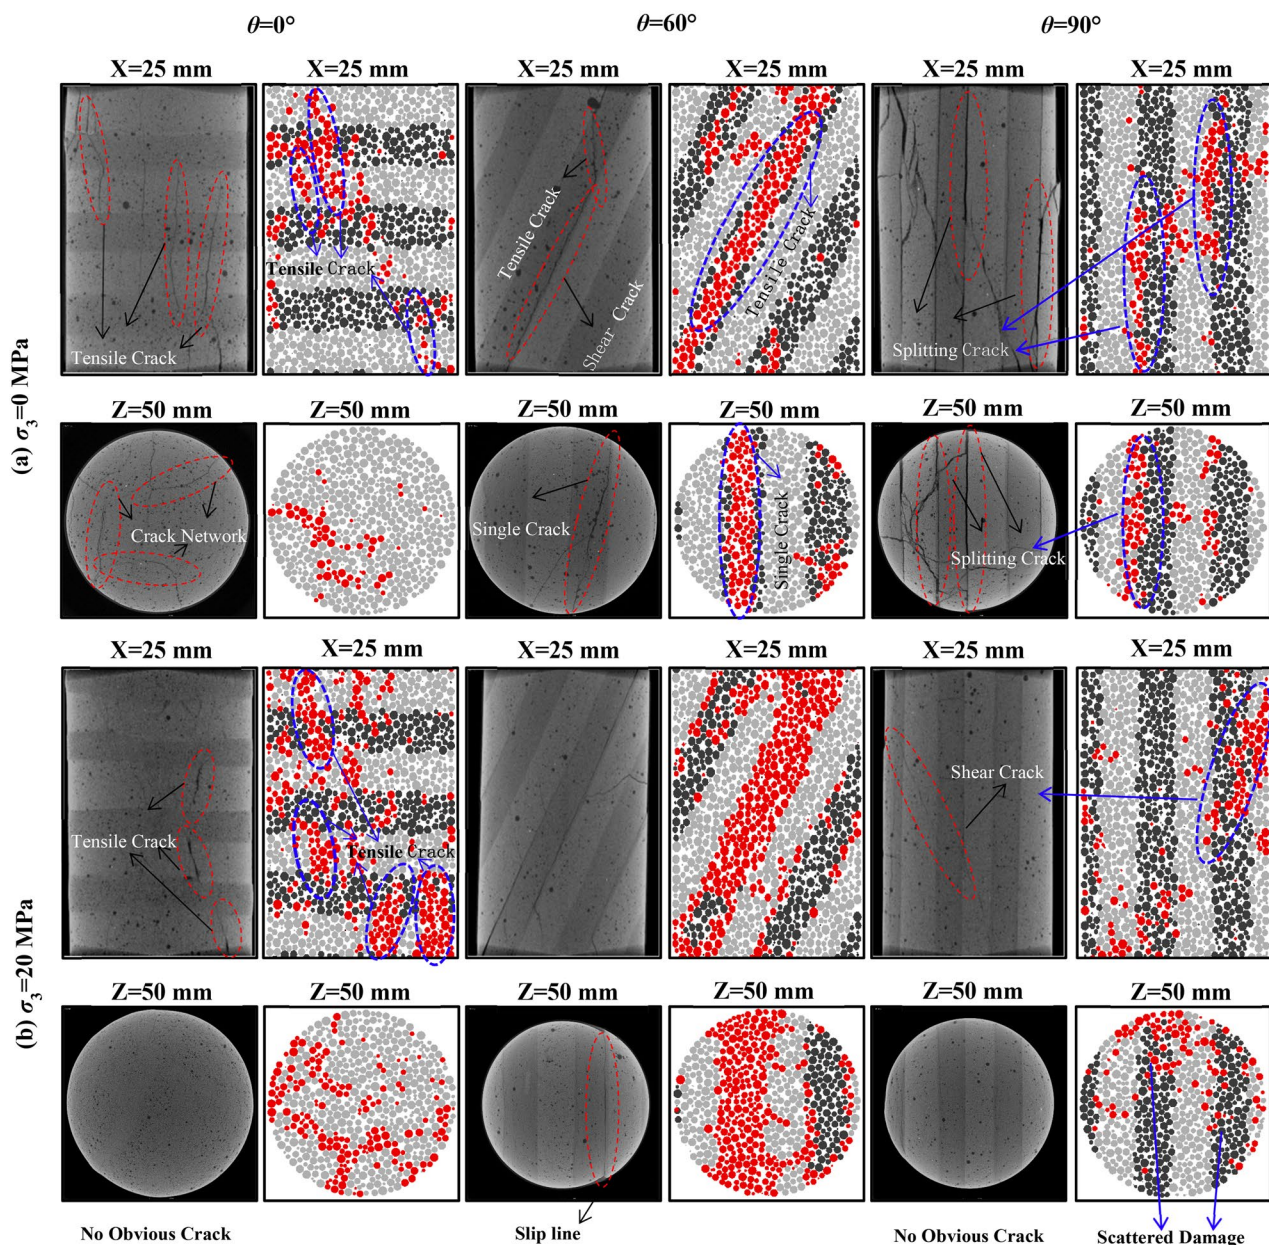 θ=0° θ=60° θ=90°
X=25 mm X=25 mm X=25 mm X=25 mm X=25 mm X=25 mm
Tensile Crack
Tensile Crack
Tensile Crack
Shear Crack
Tensile Crack
Splitting Crack
(a) σ3=0 MPa
Z=50 mm Z=50 mm Z=50 mm Z=50 mm Z=50 mm Z=50 mm
Crack Network
Single Crack
Single Crack
Splitting Crack
X=25 mm X=25 mm X=25 mm X=25 mm X=25 mm X=25 mm
Tensile Crack
Tensile Crack
Shear Crack
(b) σ3=20 MPa
Z=50 mm Z=50 mm Z=50 mm Z=50 mm Z=50 mm Z=50 mm
No Obvious Crack Slip line No Obvious Crack Scattered Damage